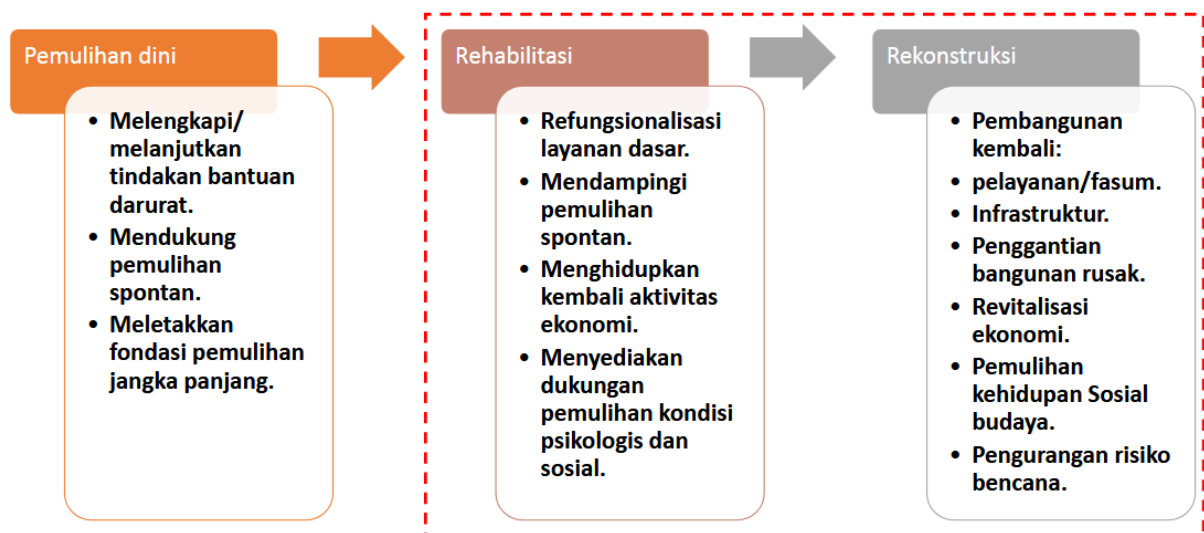 Pemulihan dini
• Melengkapi/
melanjutkan
tindakan bantuan
darurat.
• Mendukung
pemulihan
spontan.
• Meletakkan
fondasi pemulihan
jangka panjang.
Rehabilitasi
• Refungsionalisasi
layanan dasar.
• Mendampingi
pemulihan
spontan.
• Menghidupkan
kembali aktivitas
ekonomi.
• Menyediakan
dukungan
pemulihan kondisi
psikologis dan
sosial.
Rekonstruksi
• Pembangunan
kembali:
• pelayanan/fasum.
• Infrastruktur.
• Penggantian
bangunan rusak.
• Revitalisasi
ekonomi.
• Pemulihan
kehidupan Sosial
budaya.
• Pengurangan risiko
bencana.